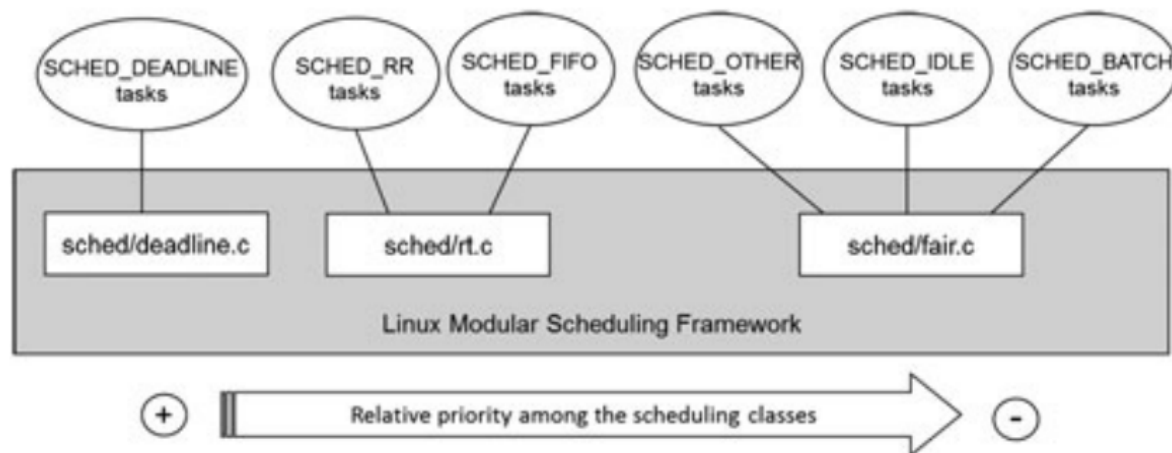 SCHED_DEADLINE
tasks
SCHED_RR
tasks
SCHED_FIFO
tasks
SCHED_OTHER
tasks
SCHED_IDLE
tasks
SCHED_BATCH
tasks
sched/deadline.c
sched/rt.c
sched/fair.c
Linux Modular Scheduling Framework
+
Relative priority among the scheduling classes
-